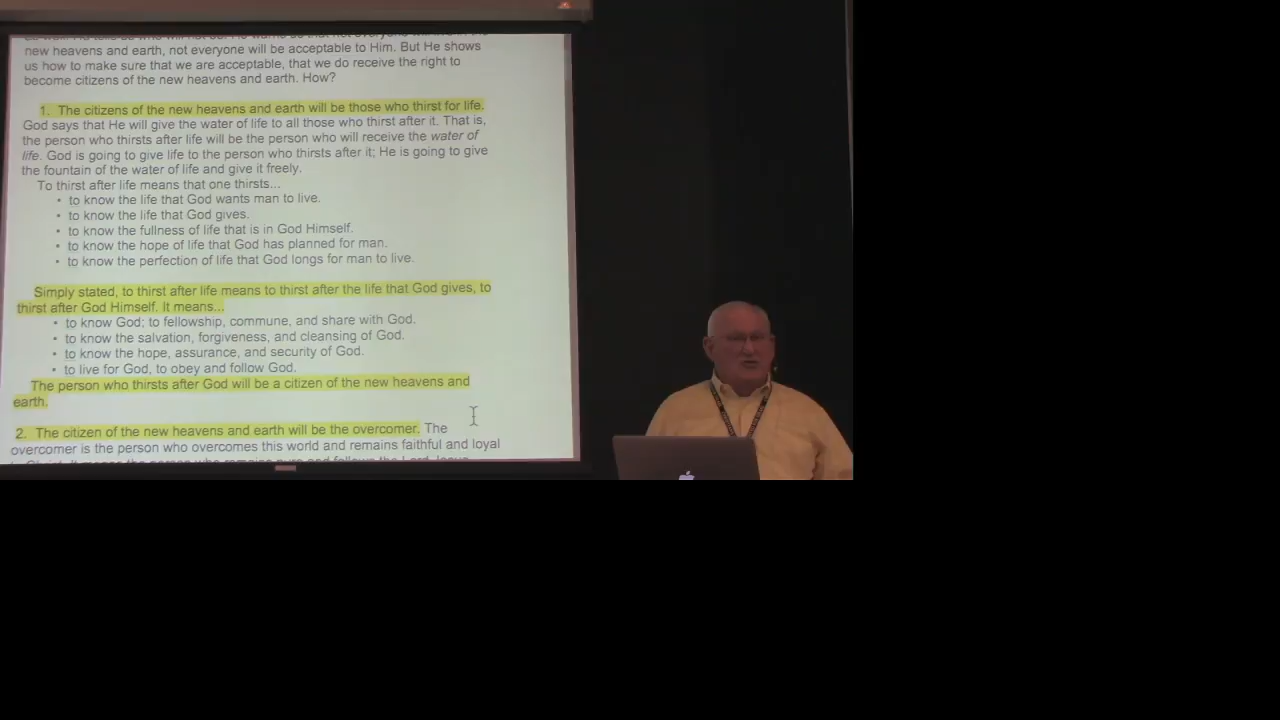 new heavens and earth, not everyone will be acceptable to Him. But He shows
us how to make sure that we are acceptable, that we do receive the right to
become citizens of the new heavens and earth. How?
1. The citizens of the new heavens and earth will be those who thirst for life.
God says that He will give the water of life to all those who thirst after it. That is,
the person who thirsts after life will be the person who will receive the water of
life. God is going to give life to the person who thirsts after it; He is going to give
the fountain of the water of life and give it freely.
To thirst after life means that one thirsts...
• to know the life that God wants man to live.
• to know the life that God gives.
• to know the fullness of life that is in God Himself.
• to know the hope of life that God has planned for man.
• to know the perfection of life that God longs for man to live.
Simply stated, to thirst after life means to thirst after the life that God gives, to
thirst after God Himself. It means...
• to know God; to fellowship, commune, and share with God.
• to know the salvation, forgiveness, and cleansing of God.
• to know the hope, assurance, and security of God.
• to live for God, to obey and follow God.
The person who thirsts after God will be a citizen of the new heavens and
earth.
2. The citizen of the new heavens and earth will be the overcomer. The
overcomer is the person who overcomes this world and remains faithful and loyal